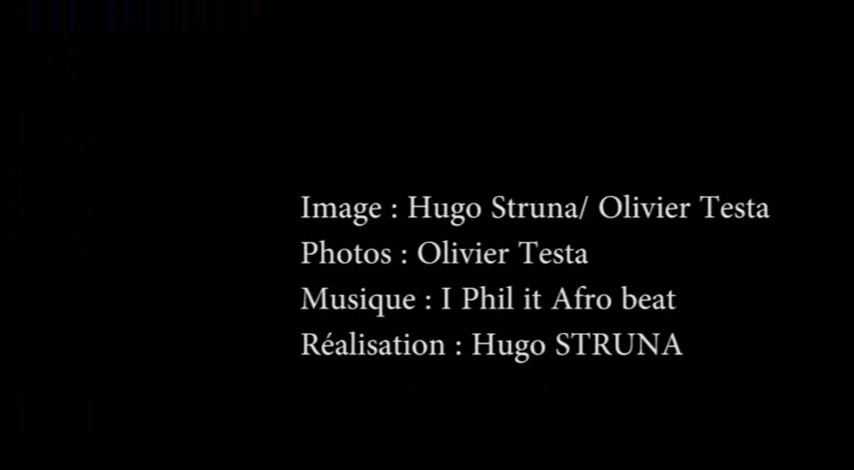 Image : Hugo Struna/ Olivier Testa
Photos : Olivier Testa
Musique : I Phil it Afro beat
Réalisation : Hugo STRUNA